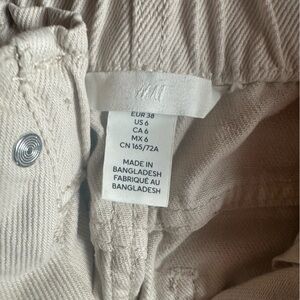 H&M
EUR 38
US 6
CA 6
MX 6
CN 165/72A
MADE IN
BANGLADESH
FABRIQUÉ AU
BANGLADESH